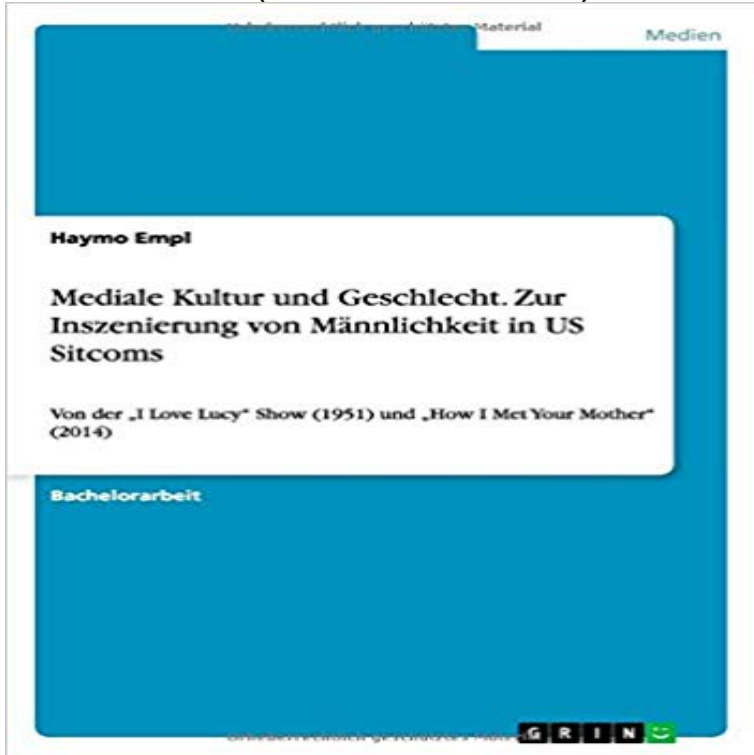 Material
Medien
Haymo Empl
Mediale Kultur und Geschlecht. Zur
Inszenierung von Männlichkeit in US
Sitcoms
Von der „I Love Lucy“ Show (1951) und „How I Met Your Mother“
(2014)
Bachelorarbeit
GRIN